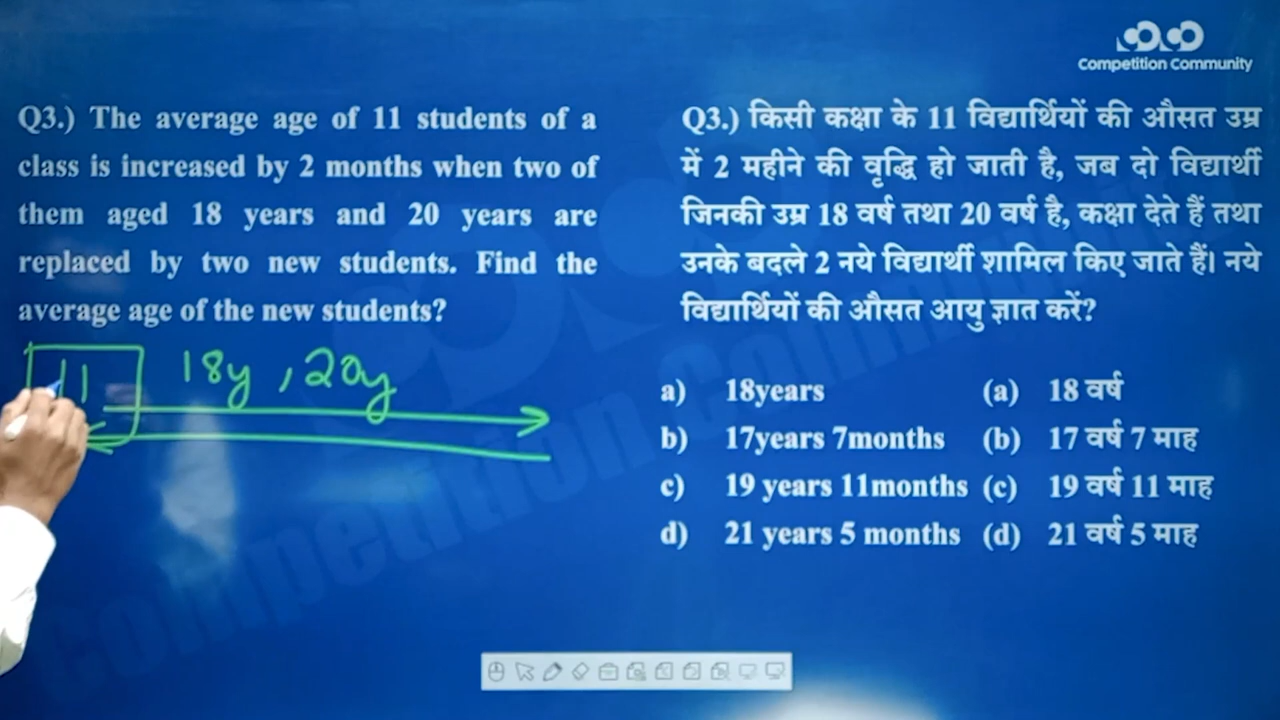 Competition Community
Q3.) The average age of 11 students of a
class is increased by 2 months when two of
them aged 18 years and 20 years are
replaced by two new students. Find the
average age of the new students?
11 18y , 20y
Q3.) किसी कक्षा के 11 विद्यार्थियों की औसत उम्र
में 2 महीने की वृद्धि हो जाती है, जब दो विद्यार्थी
जिनकी उम्र 18 वर्ष तथा 20 वर्ष है, कक्षा देते हैं तथा
उनके बदले 2 नये विद्यार्थी शामिल किए जाते हैं। नये
विद्यार्थियों की औसत आयु ज्ञात करें?
a) 18years (a) 18 वर्ष
b) 17years 7months (b) 17 वर्ष 7 माह
c) 19 years 11months (c) 19 वर्ष 11 माह
d) 21 years 5 months (d) 21 वर्ष 5 माह
Competition Community